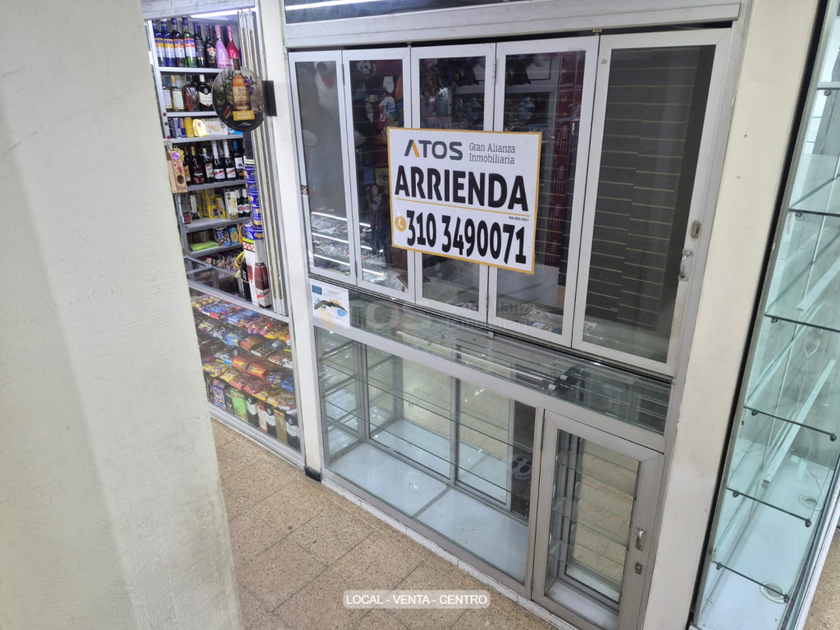 ATOS Gran Alianza
Inmobiliaria
ARRIENDA
310 3490071
LOCAL - VENTA - CENTRO